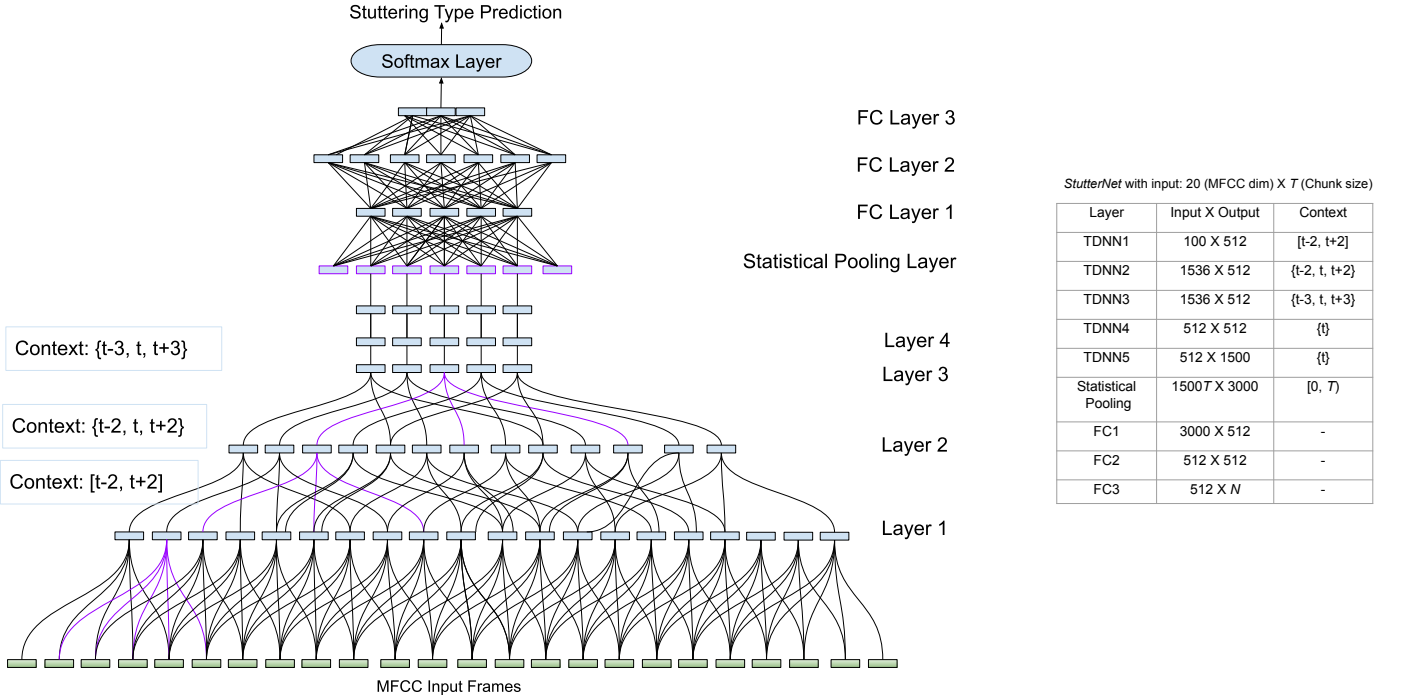 Stuttering Type Prediction
Softmax Layer
FC Layer 3
FC Layer 2
FC Layer 1
Statistical Pooling Layer
Layer 4
Layer 3
Layer 2
Layer 1
Context: {t-3, t, t+3}
Context: {t-2, t, t+2}
Context: [t-2, t+2]
MFCC Input Frames
StutterNet with input: 20 (MFCC dim) X T (Chunk size)
Layer Input X Output Context
TDNN1 100 X 512 [t-2, t+2]
TDNN2 1536 X 512 {t-2, t, t+2}
TDNN3 1536 X 512 {t-3, t, t+3}
TDNN4 512 X 512 {t}
TDNN5 512 X 1500 {t}
Statistical 1500T X 3000 [0, T)
Pooling
FC1 3000 X 512 -
FC2 512 X 512 -
FC3 512 X N -